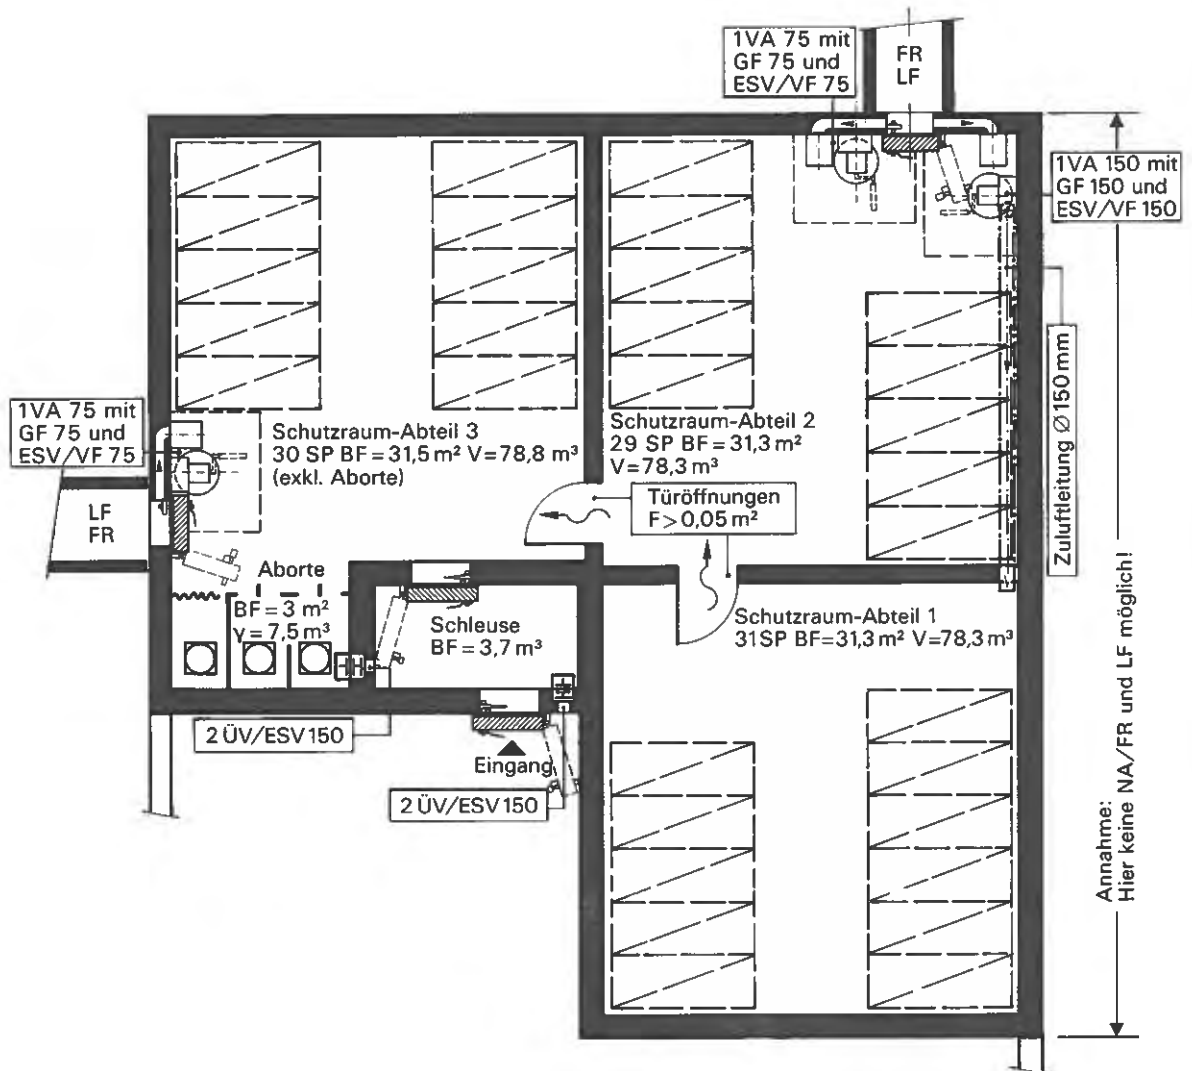 1VA 75 mit
GF 75 und
ESV/VF 75
FR
LF
1VA 150 mit
GF 150 und
ESV/VF 150
Zuluftleitung Ø 150 mm
Annahme:
Hier keine NA/FR und LF möglich!
1VA 75 mit
GF 75 und
ESV/VF 75
LF
FR
Schutzraum-Abteil 3
30 SP BF = 31,5 m² V = 78,8 m³
(exkl. Aborte)
Schutzraum-Abteil 2
29 SP BF = 31,3 m²
V = 78,3 m³
Türöffnungen
F > 0,05 m²
Aborte
BF = 3 m²
γ = 7,5 m³
Schleuse
BF = 3,7 m³
Schutzraum-Abteil 1
31 SP BF = 31,3 m² V = 78,3 m³
2 ÜV/ESV 150
Eingang
2 ÜV/ESV 150